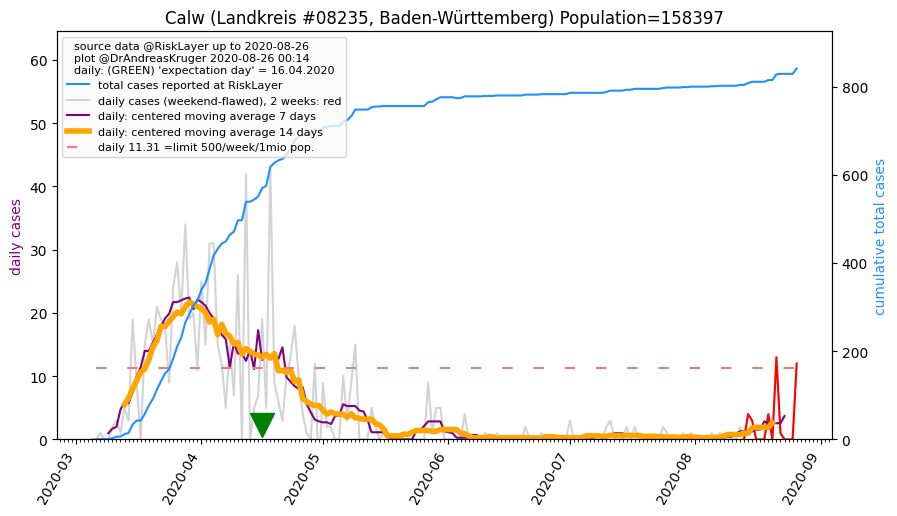 Calw (Landkreis #08235, Baden-Württemberg) Population=158397
source data @RiskLayer up to 2020-08-26
plot @DrAndreasKruger 2020-08-26 00:14
daily: (GREEN) 'expectation day' = 16.04.2020
total cases reported at RiskLayer
daily cases (weekend-flawed), 2 weeks: red
daily: centered moving average 7 days
daily: centered moving average 14 days
daily 11.31 =limit 500/week/1mio pop.
daily cases
60
50
40
30
20
10
0
cumulative total cases
800
600
400
200
0
2020-03
2020-04
2020-05
2020-06
2020-07
2020-08
2020-09